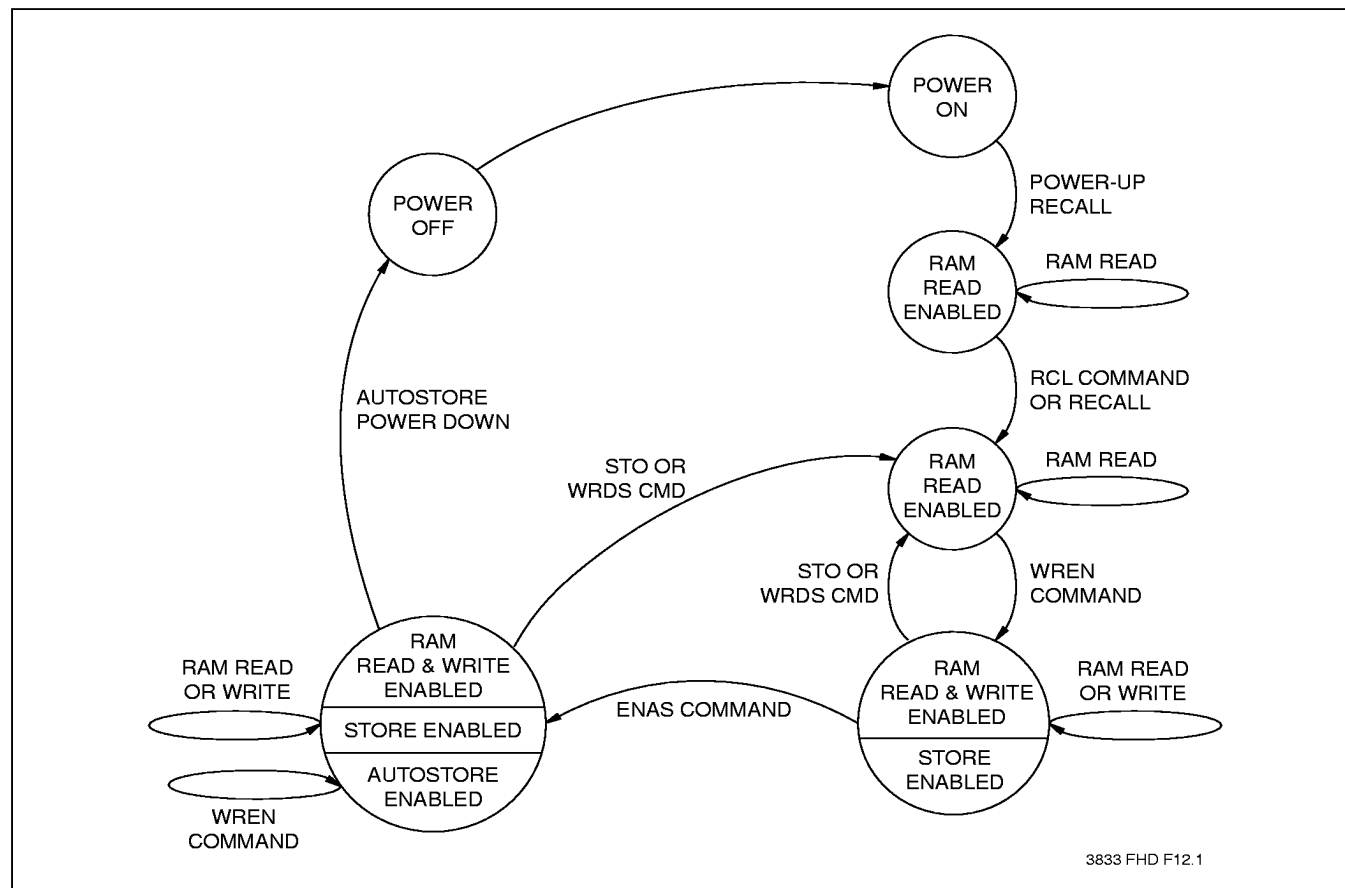 POWER
ON
POWER
OFF
POWER-UP
RECALL
RAM
READ
ENABLED
RAM READ
RCL COMMAND
OR RECALL
AUTOSTORE
POWER DOWN
RAM
READ
ENABLED
RAM READ
STO OR
WRDS CMD
STO OR
WRDS CMD
WREN
COMMAND
RAM
READ & WRITE
ENABLED
STORE ENABLED
AUTOSTORE
ENABLED
RAM READ
OR WRITE
WREN
COMMAND
ENAS COMMAND
RAM
READ & WRITE
ENABLED
STORE
ENABLED
RAM READ
OR WRITE
3833 FHD F12.1